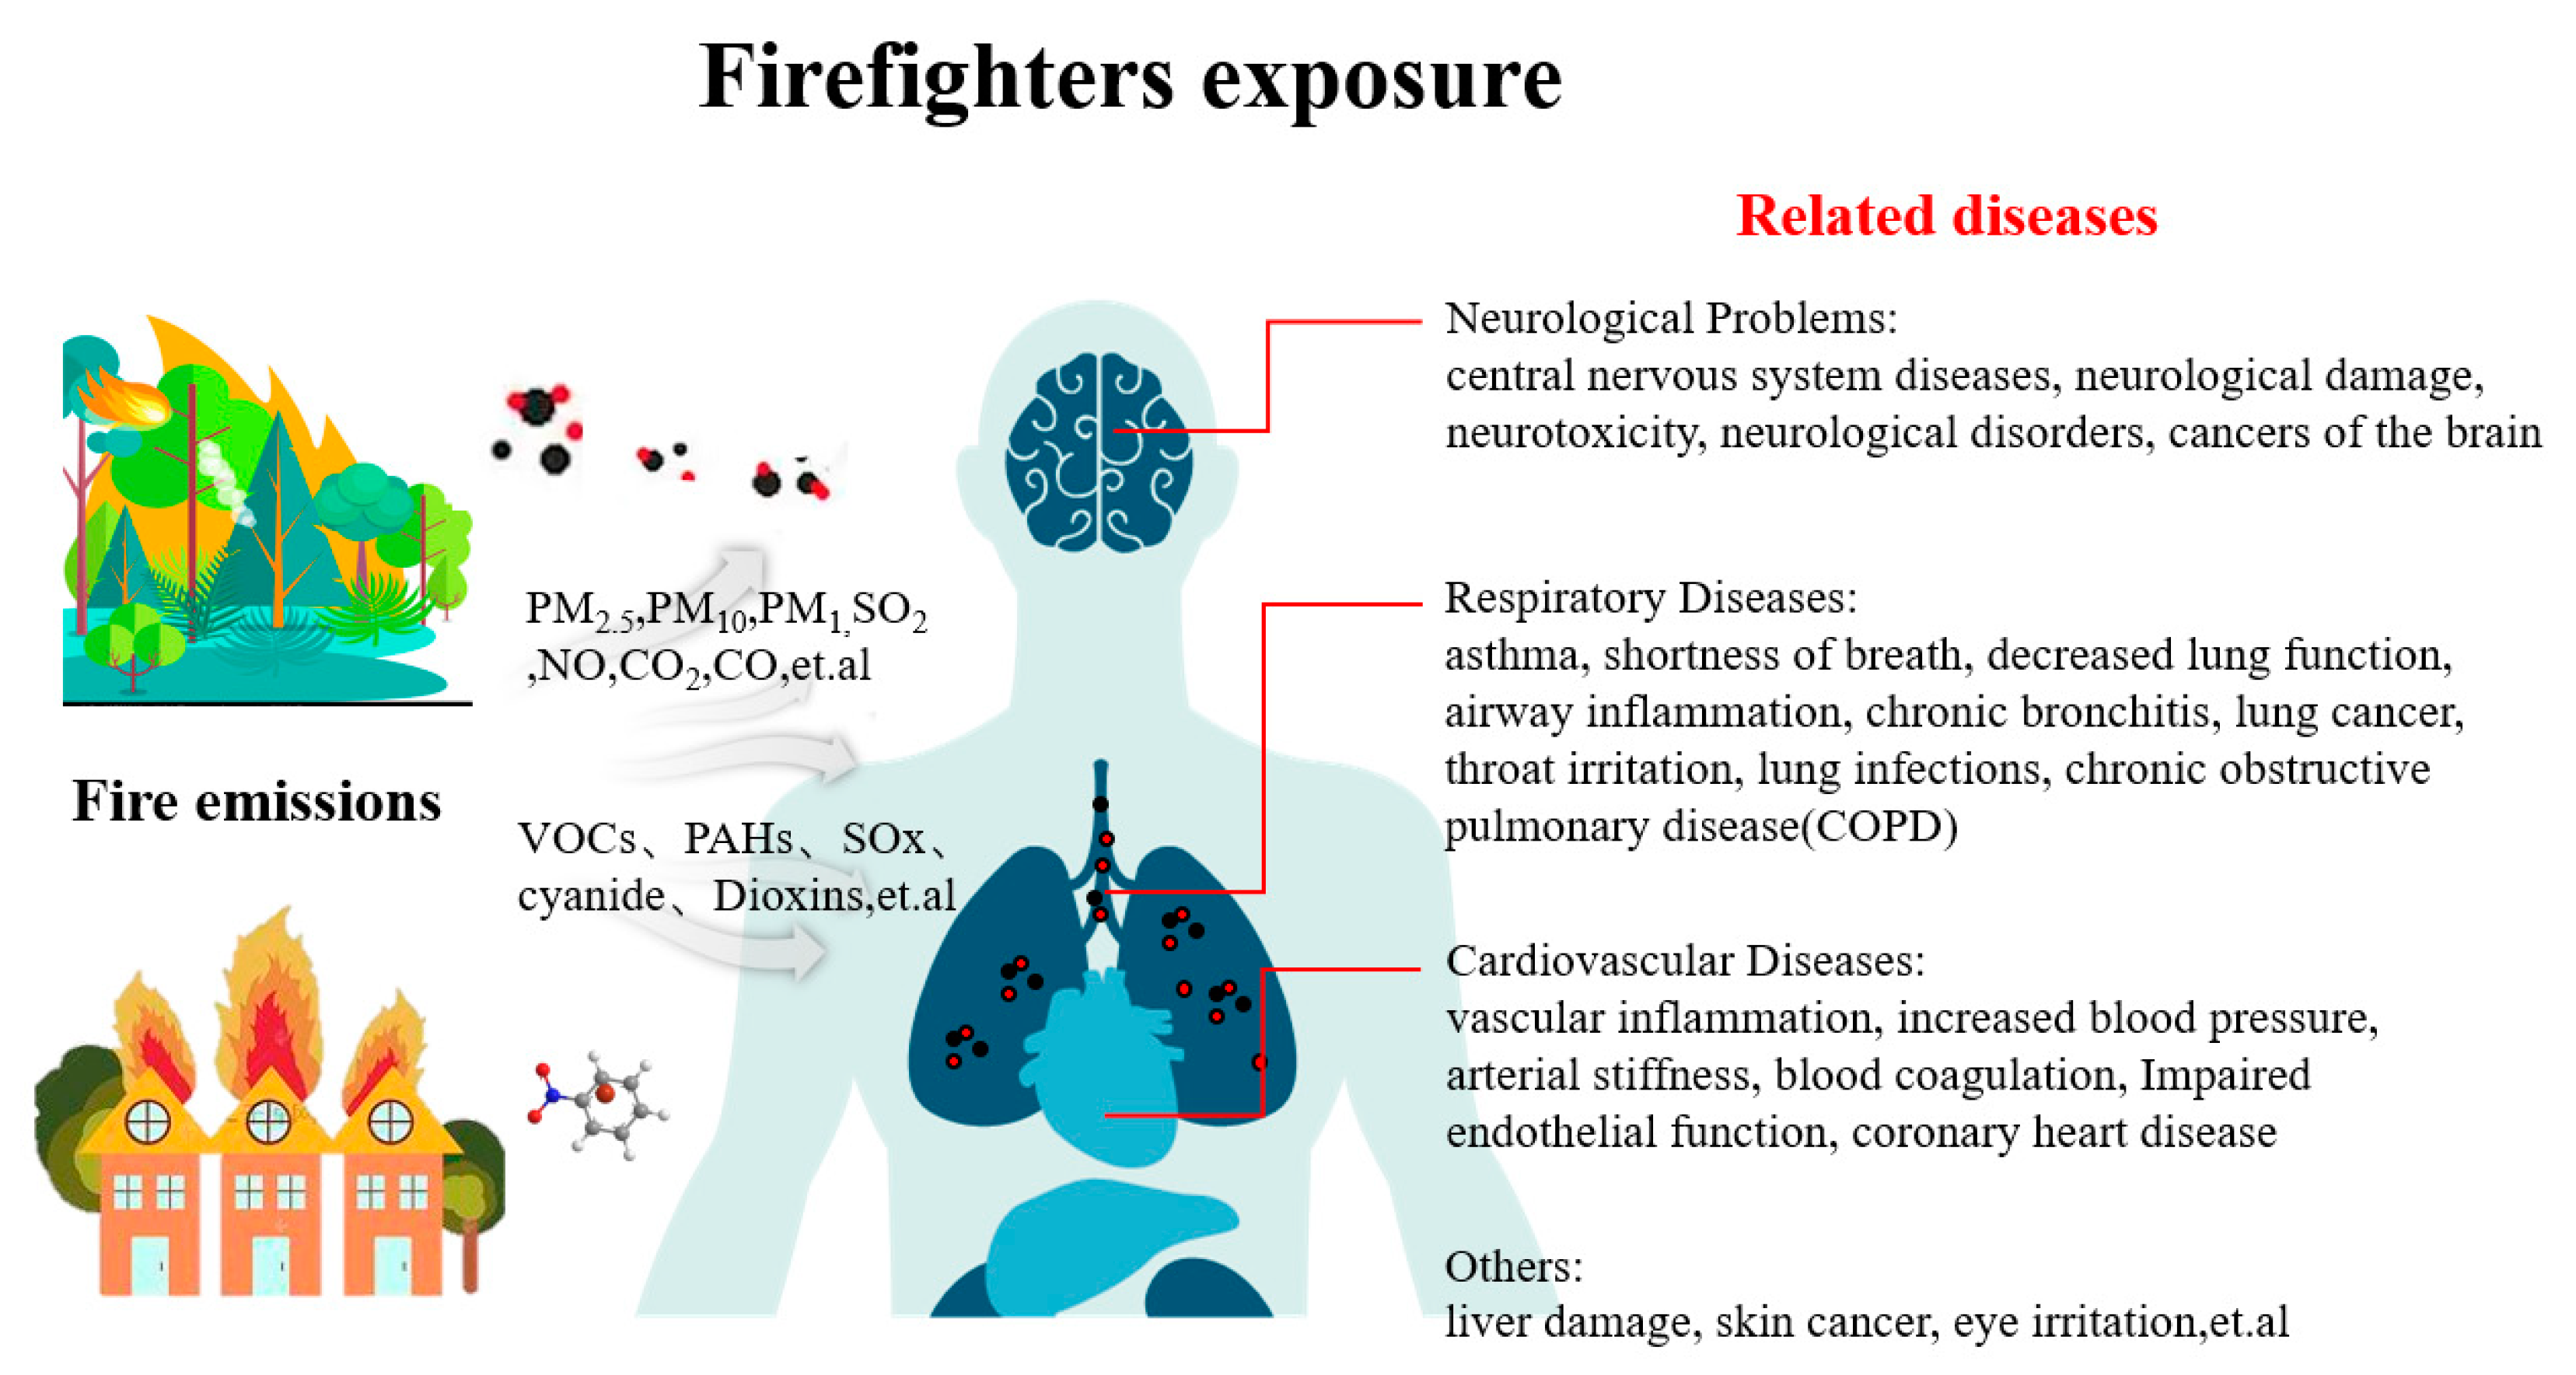 Firefighters exposure
Related diseases
Neurological Problems:
central nervous system diseases, neurological damage,
neurotoxicity, neurological disorders, cancers of the brain
PM₂.₅,PM₁₀,PM₁,SO₂
,NO,CO₂,CO,et.al
Respiratory Diseases:
asthma, shortness of breath, decreased lung function,
airway inflammation, chronic bronchitis, lung cancer,
throat irritation, lung infections, chronic obstructive
pulmonary disease(COPD)
Fire emissions
VOCs、PAHs、SOx、
cyanide、Dioxins,et.al
Cardiovascular Diseases:
vascular inflammation, increased blood pressure,
arterial stiffness, blood coagulation, Impaired
endothelial function, coronary heart disease
Others:
liver damage, skin cancer, eye irritation,et.al